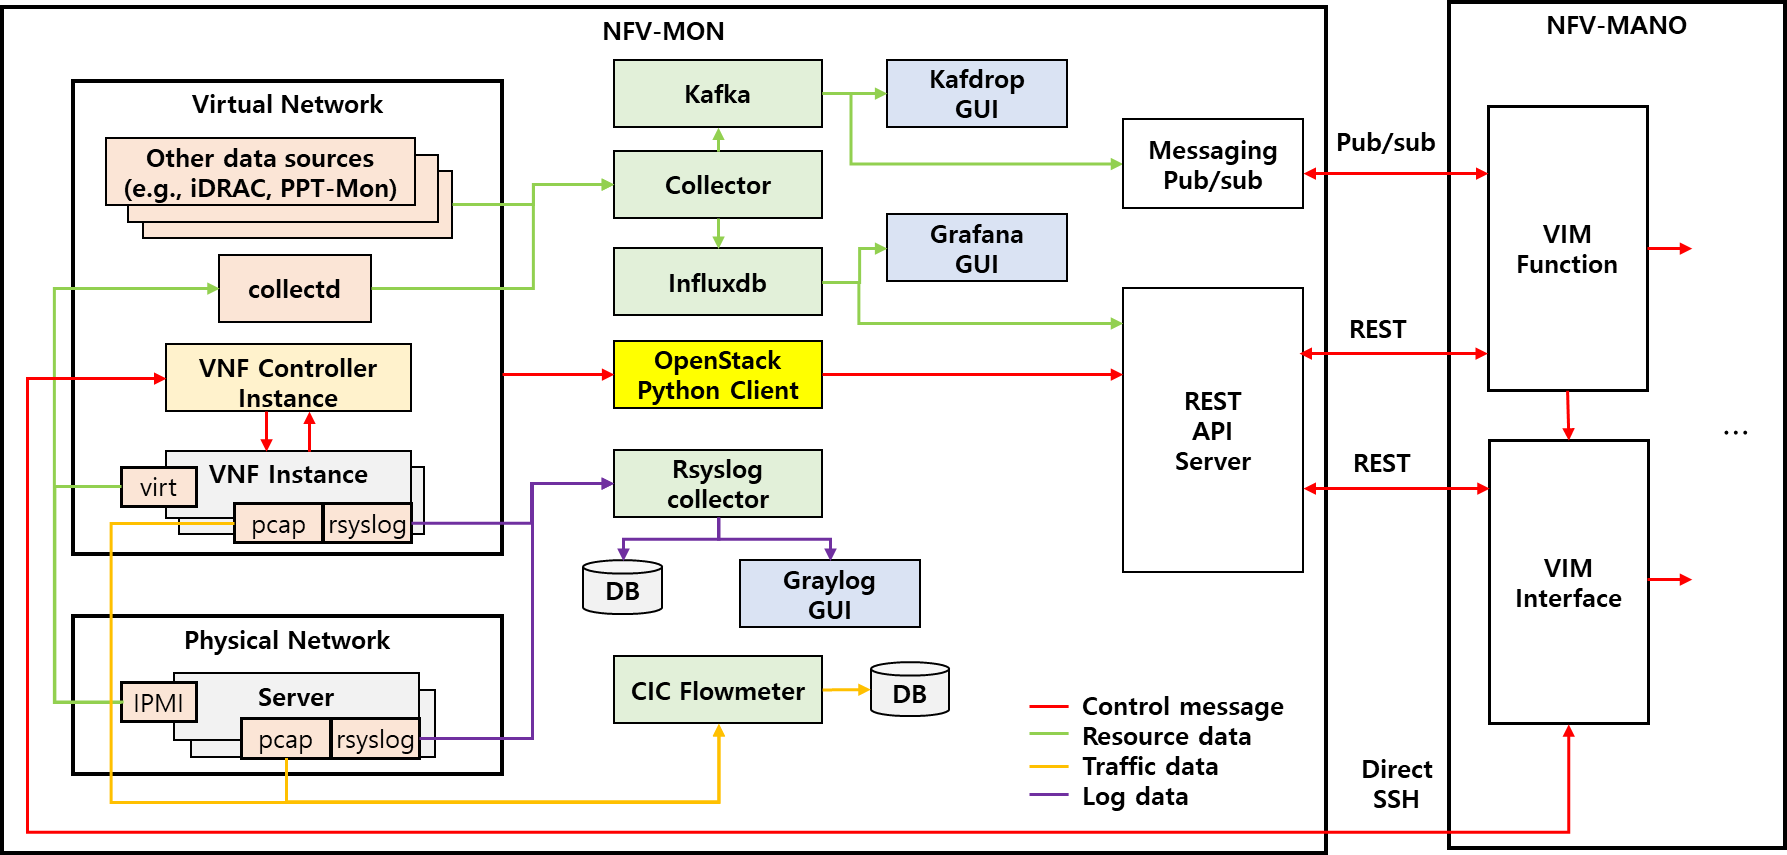 NFV-MON
NFV-MANO
Virtual Network
Other data sources
(e.g., iDRAC, PPT-Mon)
collectd
VNF Controller
Instance
VNF Instance
virt
pcap
rsyslog
Physical Network
Server
IPMI
pcap
rsyslog
Kafka
Collector
Influxdb
OpenStack
Python Client
Rsyslog
collector
DB
Graylog
GUI
CIC Flowmeter
DB
Kafdrop
GUI
Grafana
GUI
Messaging
Pub/sub
REST
API
Server
Control message
Resource data
Traffic data
Log data
Pub/sub
REST
REST
Direct
SSH
VIM
Function
VIM
Interface
...